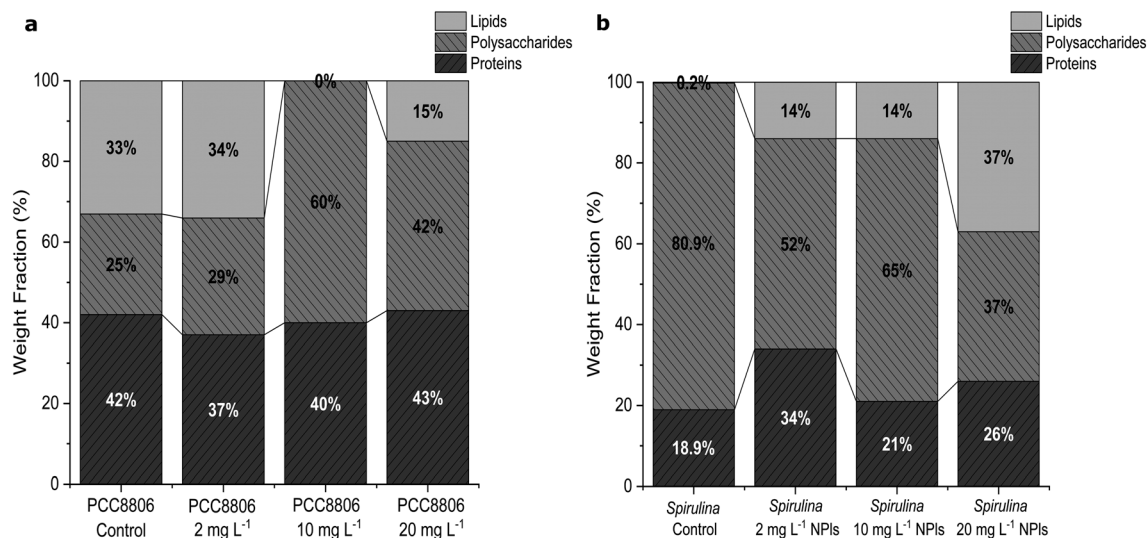 a
Lipids
Polysaccharides
Proteins
Weight Fraction (%)
100
80
60
40
20
0
33%
34%
0%
15%
25%
29%
60%
42%
42%
37%
40%
43%
PCC8806
Control
PCC8806
2 mg L⁻¹
PCC8806
10 mg L⁻¹
PCC8806
20 mg L⁻¹
b
Lipids
Polysaccharides
Proteins
Weight Fraction (%)
100
80
60
40
20
0
0.2%
14%
14%
37%
80.9%
52%
65%
37%
18.9%
34%
21%
26%
Spirulina
Control
Spirulina
2 mg L⁻¹ NPls
Spirulina
10 mg L⁻¹ NPls
Spirulina
20 mg L⁻¹ NPls